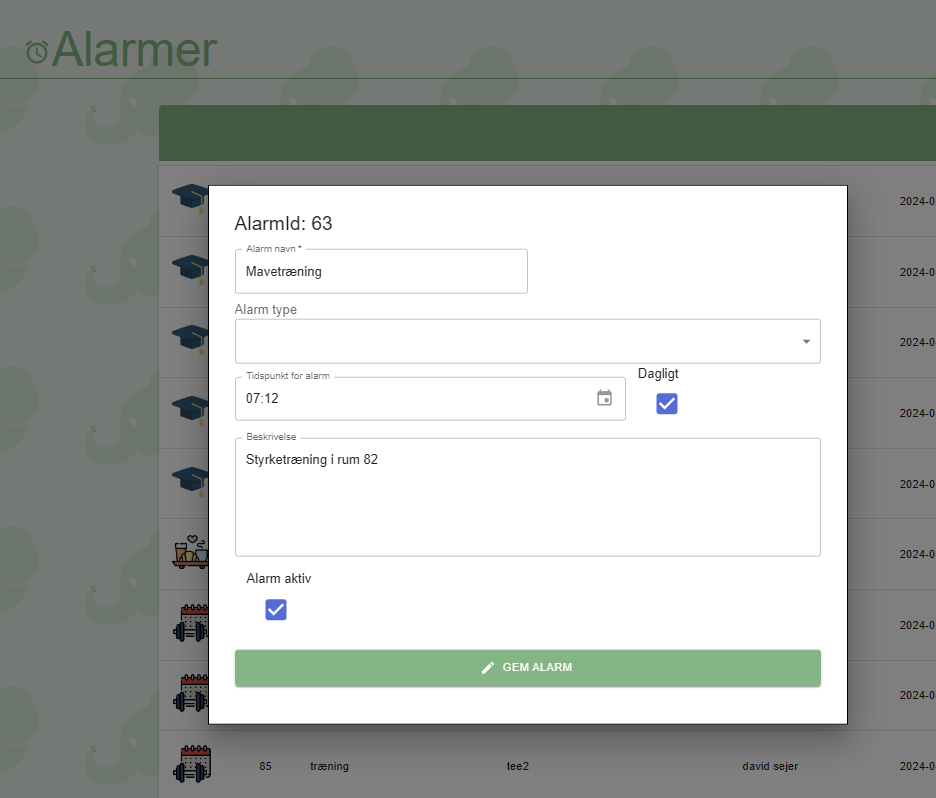 Alarmer
2024-0
AlarmId: 63
Alarm navn *
Mavetræning
Alarm type
2024-0
2024-0
Tidspunkt for alarm
07:12
Dagligt
2024-0
Beskrivelse
Styrketræning i rum 82
2024-0
2024-0
Alarm aktiv
2024-0
GEM ALARM
2024-0
85 træning tee2 david sejer 2024-0